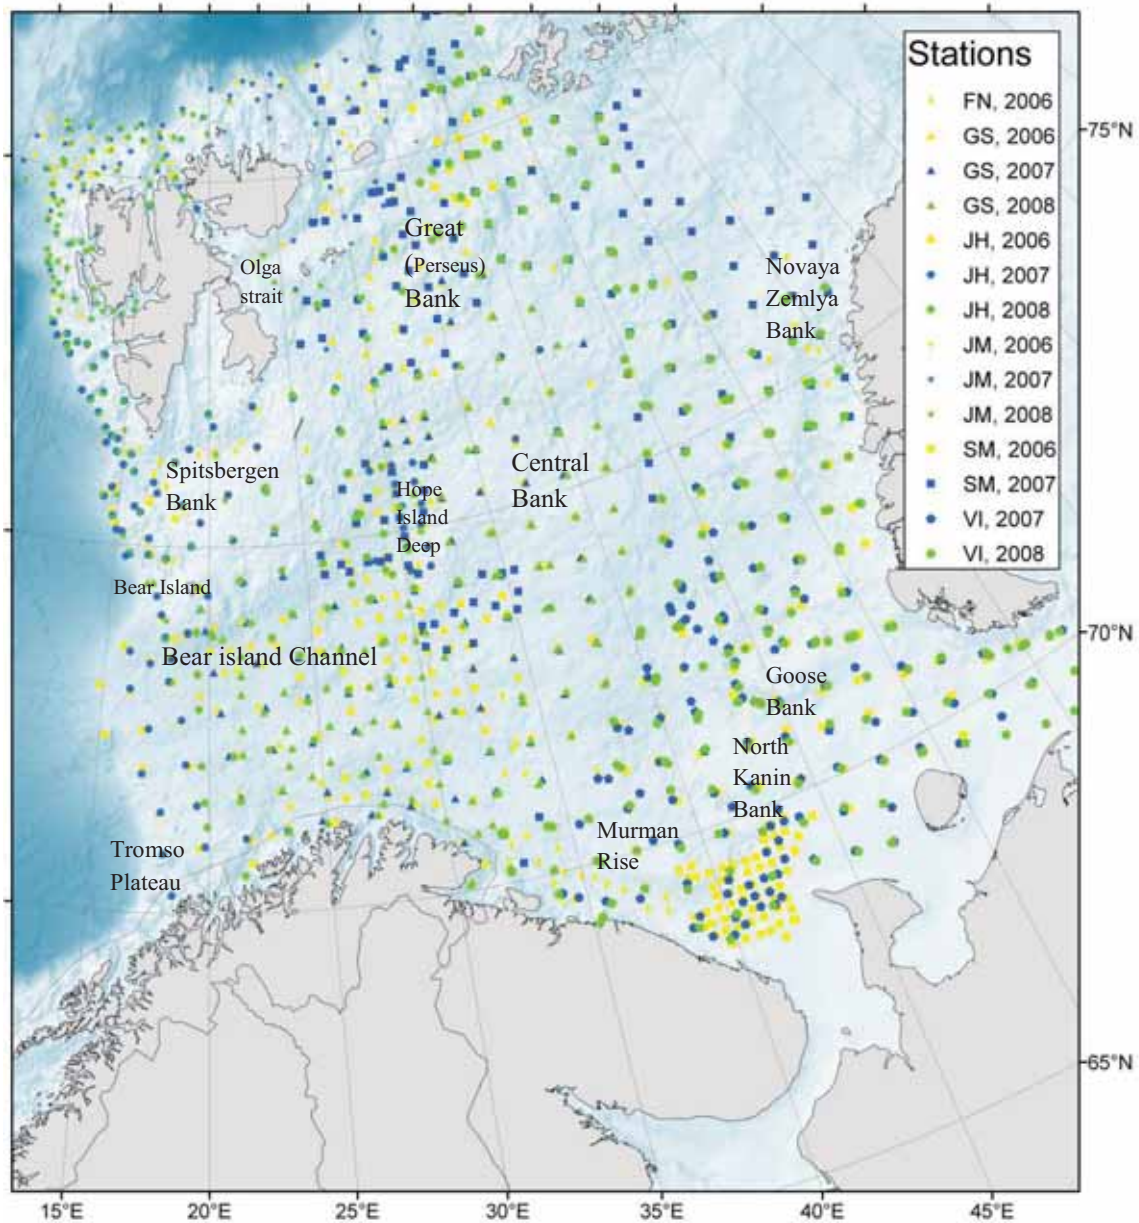 Stations
FN, 2006
GS, 2006
GS, 2007
GS, 2008
JH, 2006
JH, 2007
JH, 2008
JM, 2006
JM, 2007
JM, 2008
SM, 2006
SM, 2007
VI, 2007
VI, 2008
75°N
70°N
65°N
Great
(Perseus)
Bank
Olga
strait
Novaya
Zemlya
Bank
Spitsbergen
Bank
Central
Bank
Hope
Island
Deep
Bear Island
Bear island Channel
Goose
Bank
North
Kanin
Bank
Murman
Rise
Tromso
Plateau
15°E
20°E
25°E
30°E
35°E
40°E
45°E